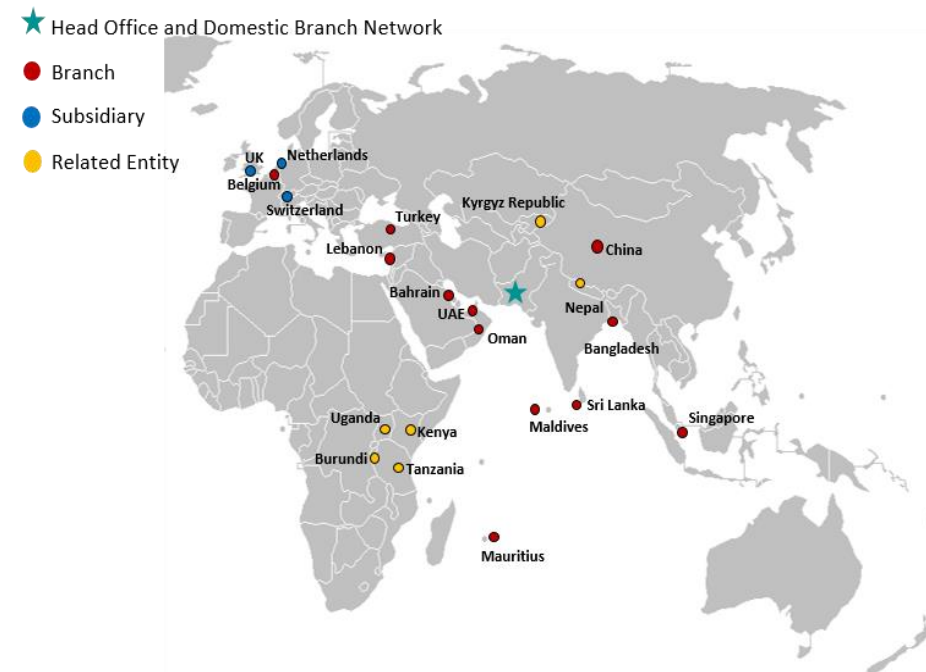 Head Office and Domestic Branch Network
Branch
Subsidiary
Related Entity
UK
Netherlands
Belgium
Switzerland
Kyrgyz Republic
Turkey
Lebanon
China
Bahrain
UAE
Nepal
Oman
Bangladesh
Sri Lanka
Maldives
Singapore
Uganda
Kenya
Burundi
Tanzania
Mauritius